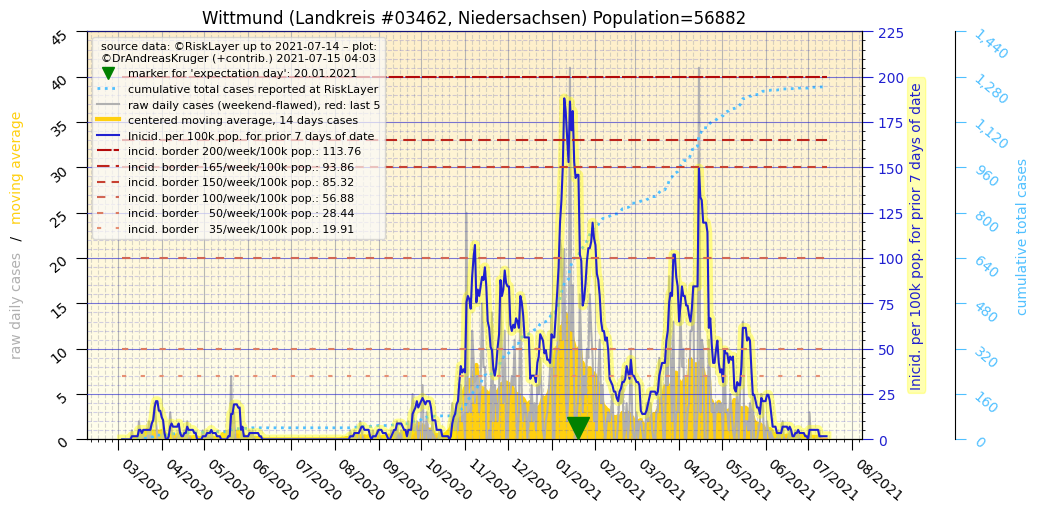 Wittmund (Landkreis #03462, Niedersachsen) Population=56882
source data: ©RiskLayer up to 2021-07-14 – plot:
©DrAndreasKruger (+contrib.) 2021-07-15 04:03
marker for 'expectation day': 20.01.2021
cumulative total cases reported at RiskLayer
raw daily cases (weekend-flawed), red: last 5
centered moving average, 14 days cases
Inicid. per 100k pop. for prior 7 days of date
incid. border 200/week/100k pop.: 113.76
incid. border 165/week/100k pop.: 93.86
incid. border 150/week/100k pop.: 85.32
incid. border 100/week/100k pop.: 56.88
incid. border 50/week/100k pop.: 28.44
incid. border 35/week/100k pop.: 19.91
raw daily cases / moving average
45
40
35
30
25
20
15
10
5
0
03/2020
04/2020
05/2020
06/2020
07/2020
08/2020
09/2020
10/2020
11/2020
12/2020
01/2021
02/2021
03/2021
04/2021
05/2021
06/2021
07/2021
08/2021
225
200
175
150
125
100
75
50
25
0
Inicid. per 100k pop. for prior 7 days of date
1,440
1,280
1,120
960
800
640
480
320
160
0
cumulative total cases